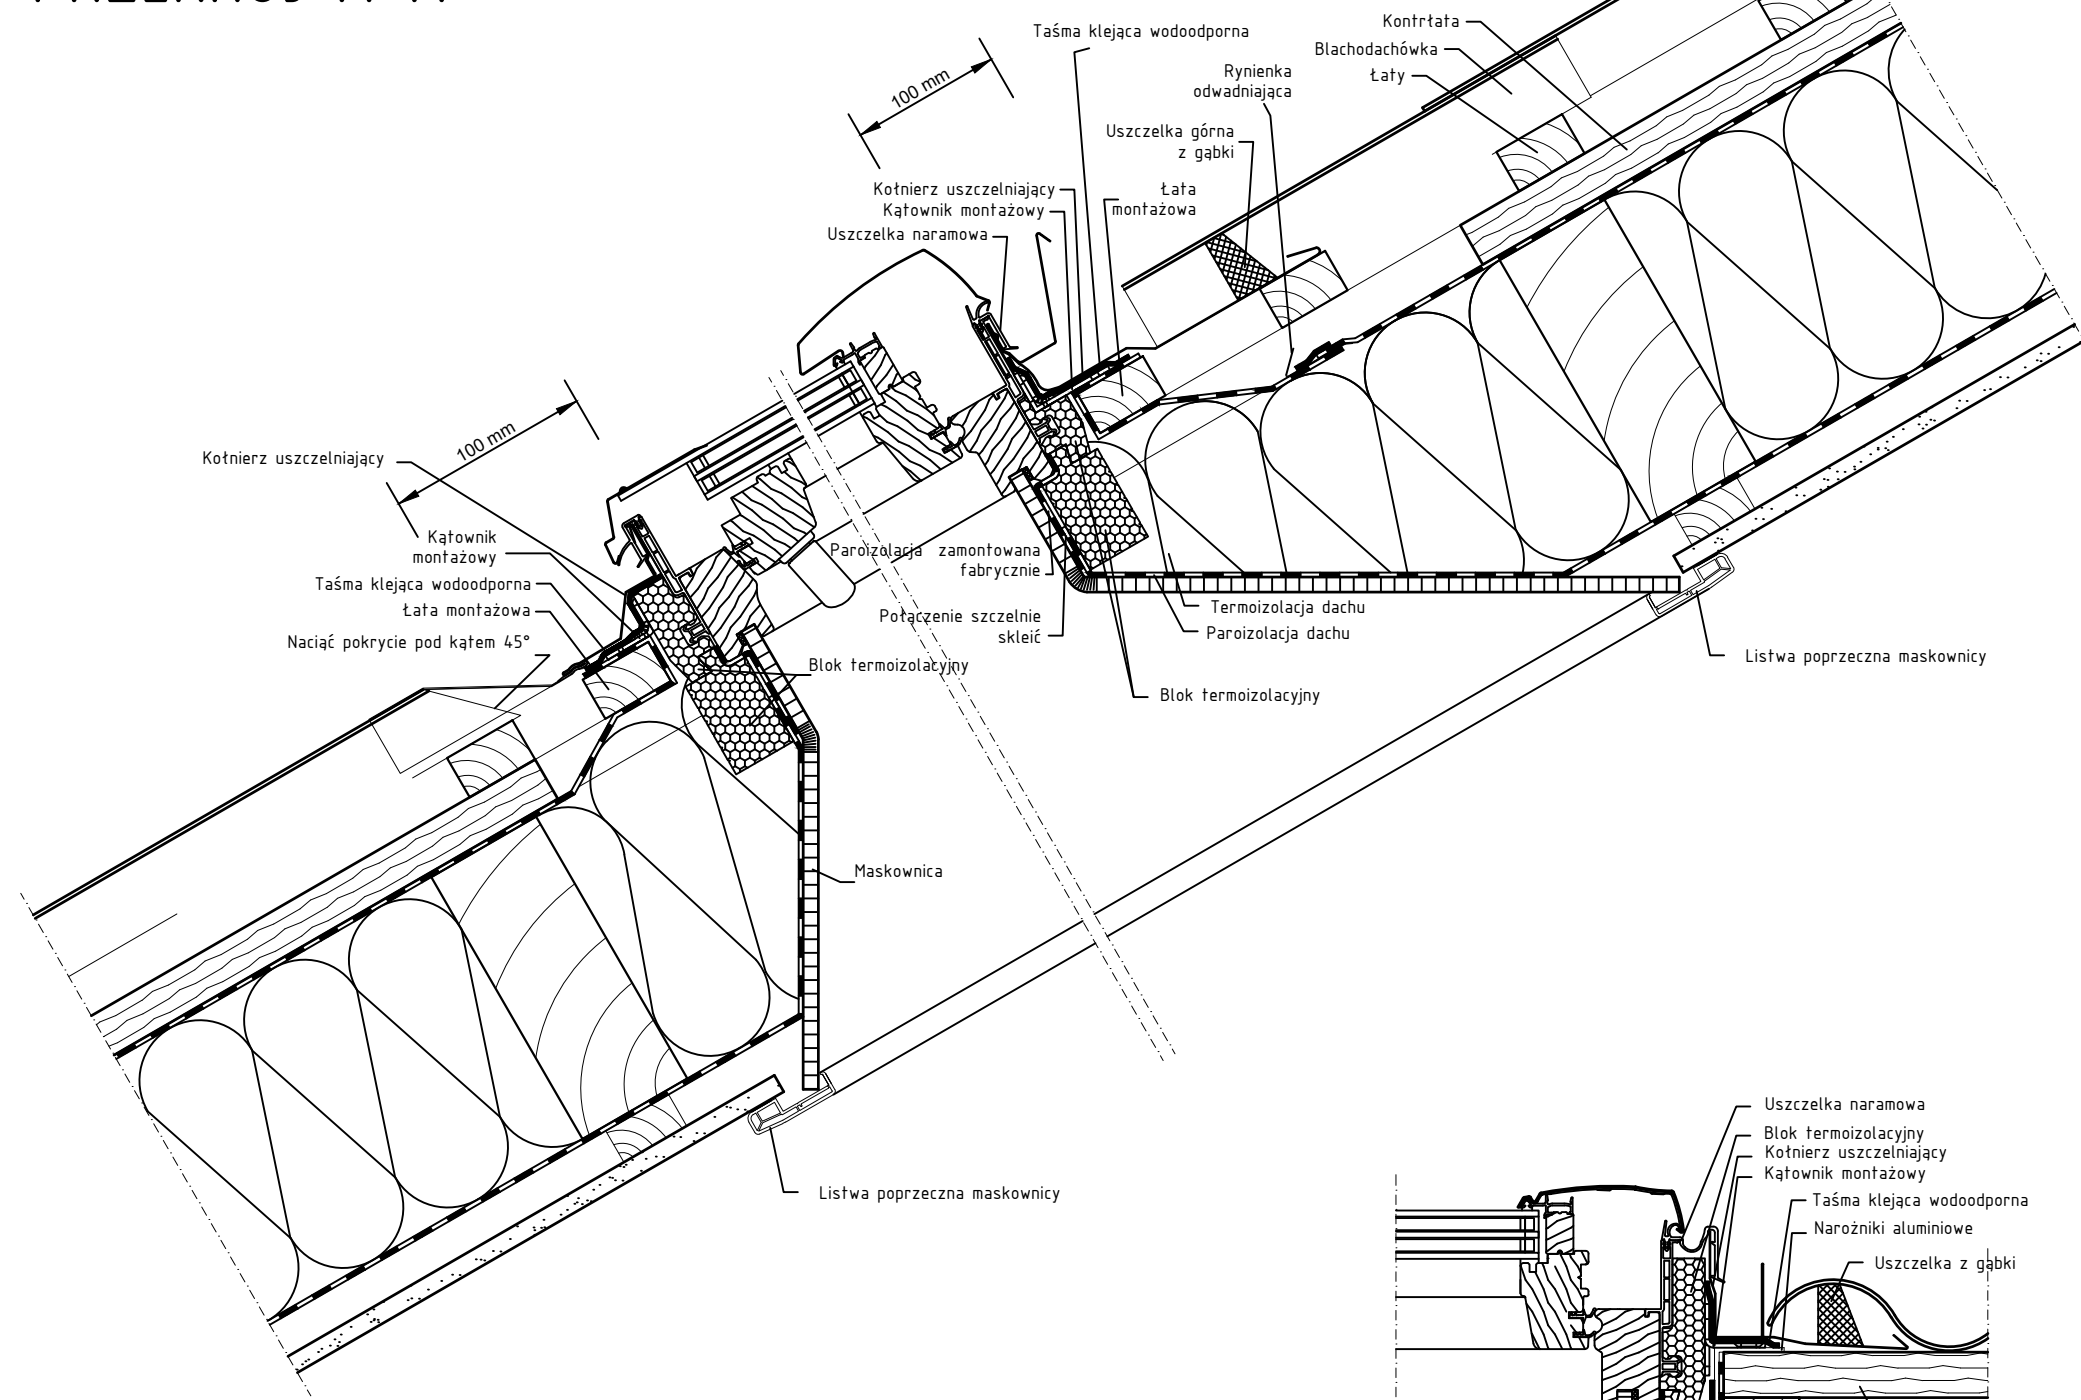 Taśma klejąca wodoodporna
Kontrłata
Blachodachówka
Łaty
Rynienka
odwadniająca
100 mm
Uszczelka górna
z gąbki
Kołnierz uszczelniający
Kątownik montażowy
Uszczelka naramowa
Łata
montażowa
100 mm
Kołnierz uszczelniający
Kątownik
montażowy
Taśma klejąca wodoodporna
Łata montażowa
Naciąć pokrycie pod kątem 45°
Paroizolacja zamontowana
fabrycznie
Połączenie szczelnie
skleić
Termoizolacja dachu
Paroizolacja dachu
Blok termoizolacyjny
Blok termoizolacyjny
Listwa poprzeczna maskownicy
Maskownica
Listwa poprzeczna maskownicy
Uszczelka naramowa
Blok termoizolacyjny
Kołnierz uszczelniający
Kątownik montażowy
Taśma klejąca wodoodporna
Narożniki aluminiowe
Uszczelka z gąbki